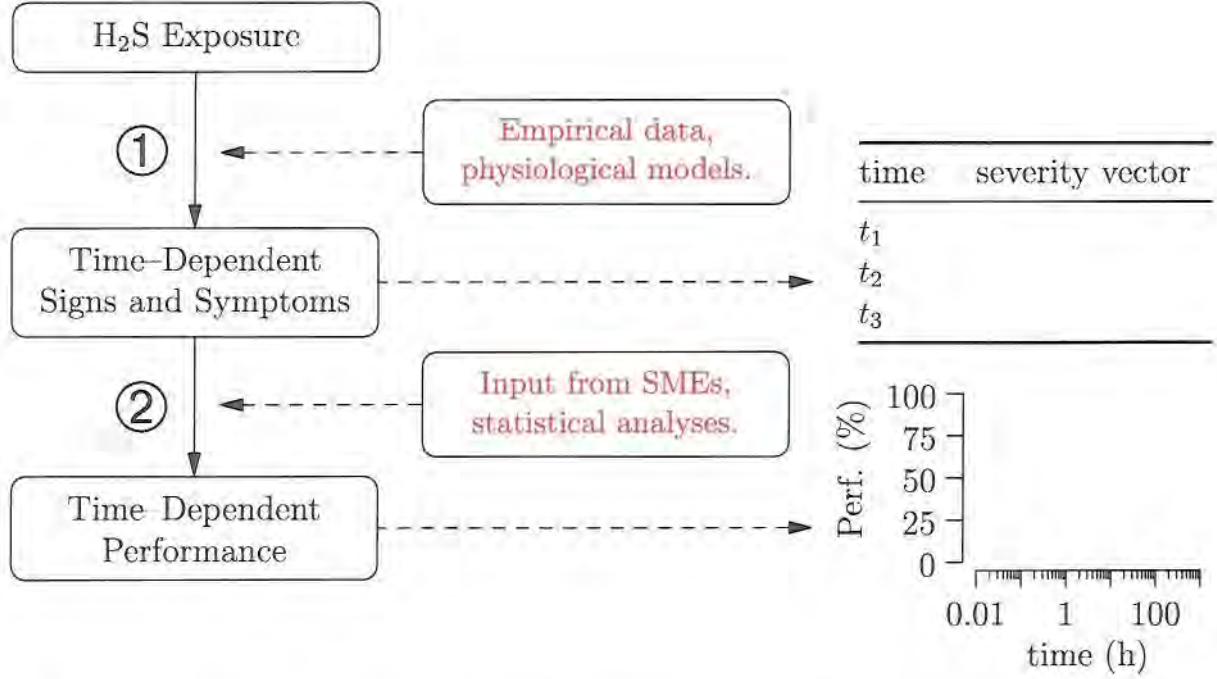 H₂S Exposure
①
Empirical data,
physiological models.
time severity vector
t₁
t₂
t₃
Time–Dependent
Signs and Symptoms
②
Input from SMEs,
statistical analyses.
Time–Dependent
Performance
Perf. (%)
100
75
50
25
0
0.01 1 100
time (h)